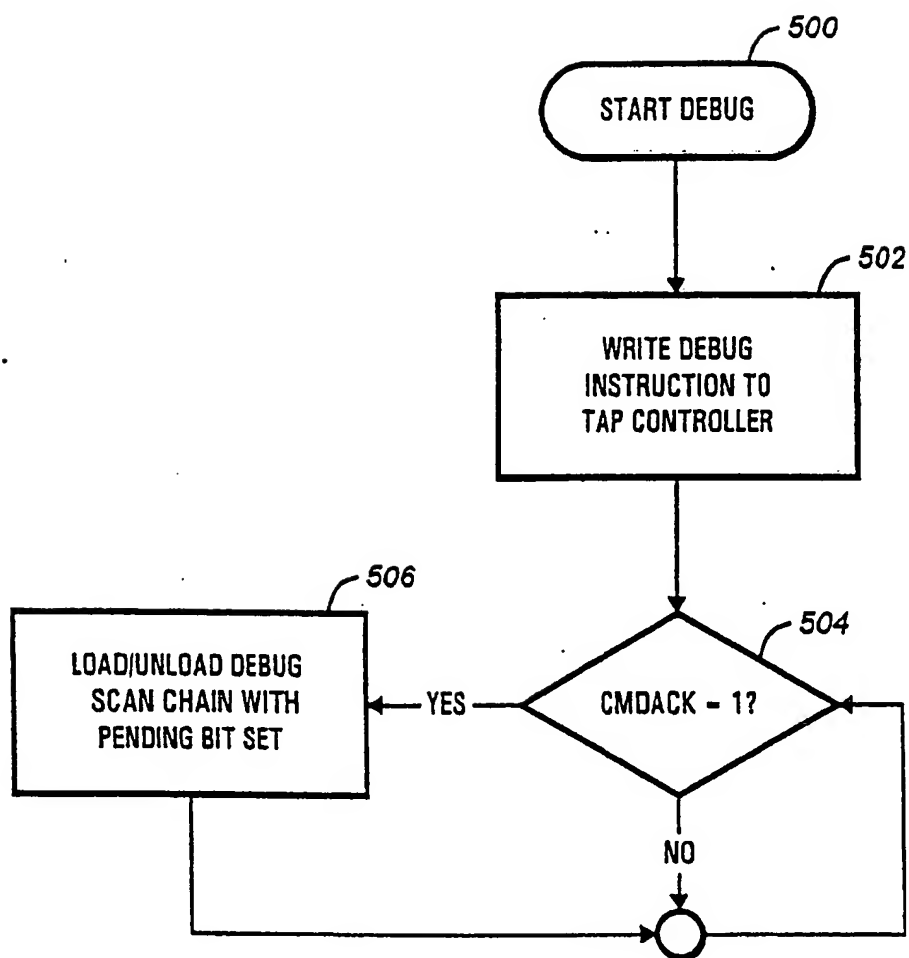 500
START DEBUG
502
WRITE DEBUG
INSTRUCTION TO
TAP CONTROLLER
506
LOAD/UNLOAD DEBUG
SCAN CHAIN WITH
PENDING BIT SET
YES
504
CMDACK = 1?
NO